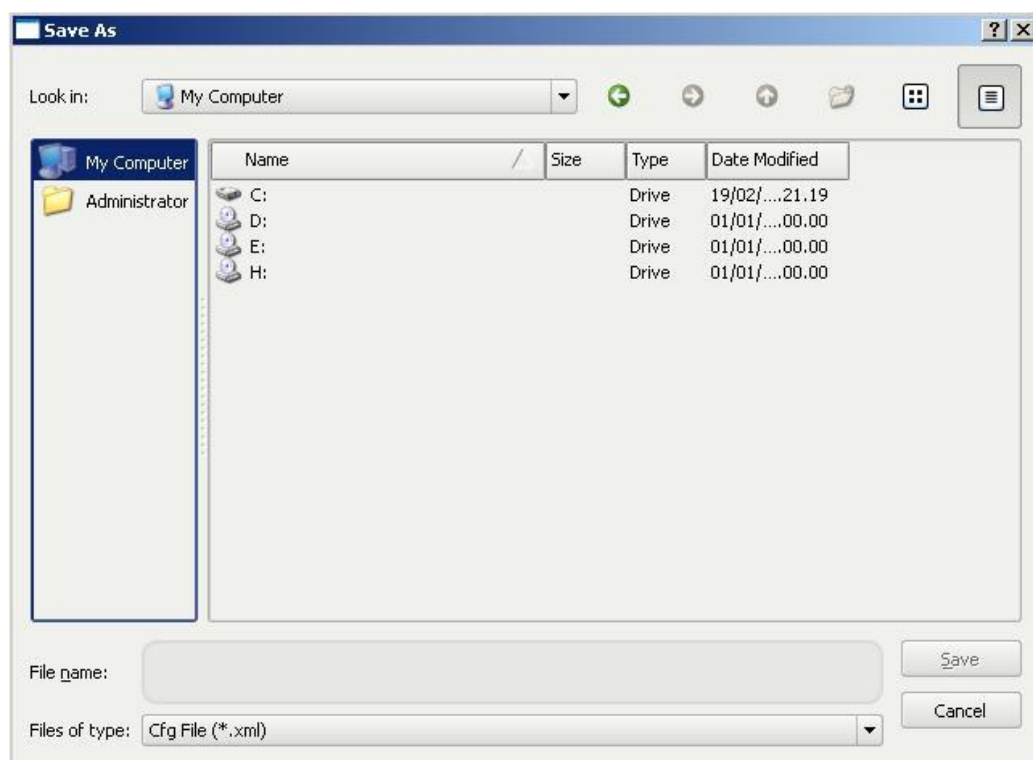 Save As
Look in: My Computer
My Computer
Administrator
Name Size Type Date Modified
C: Drive 19/02/....21.19
D: Drive 01/01/....00.00
E: Drive 01/01/....00.00
H: Drive 01/01/....00.00
File name:
Save
Files of type: Cfg File (*.xml)
Cancel